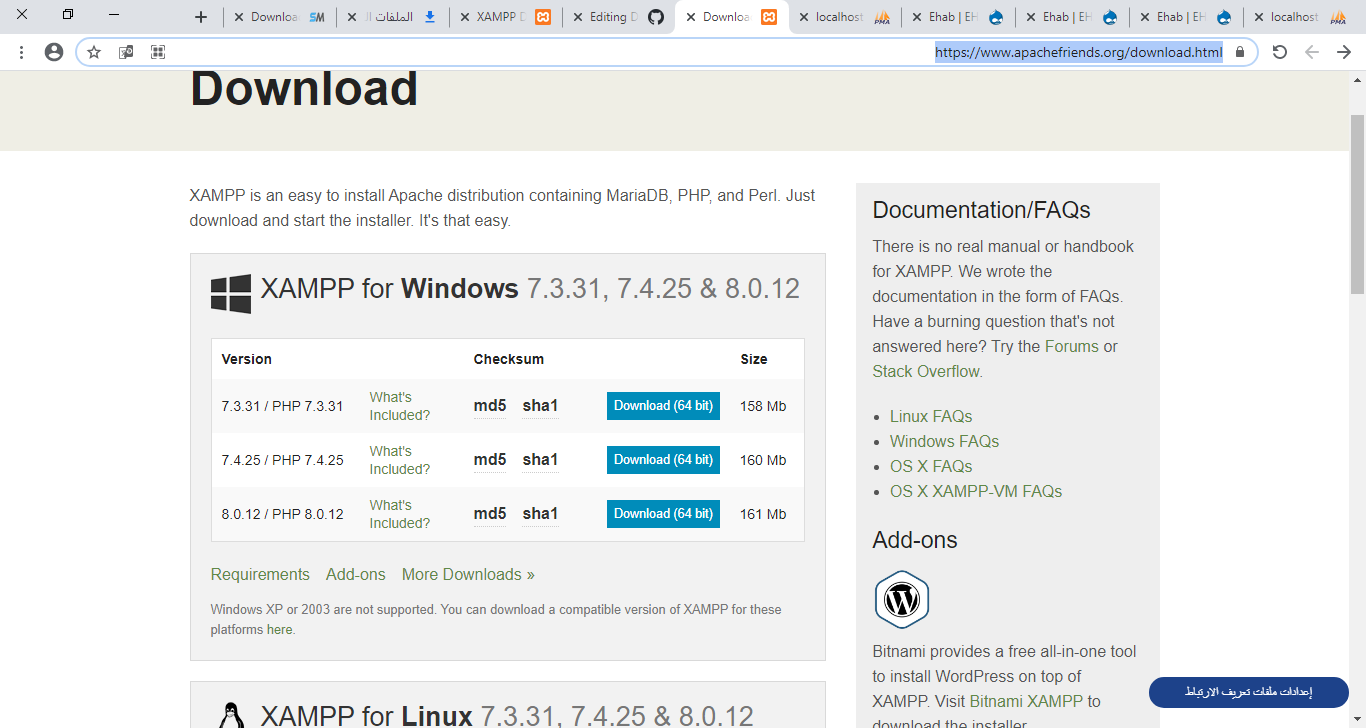 Downloa
الملفات ال
XAMPP D
Editing D
Downloa
localhost
Ehab | EH
Ehab | EH
Ehab | EH
localhost
https://www.apachefriends.org/download.html
Download
XAMPP is an easy to install Apache distribution containing MariaDB, PHP, and Perl. Just
download and start the installer. It's that easy.
XAMPP for Windows 7.3.31, 7.4.25 & 8.0.12
Version Checksum Size
7.3.31 / PHP 7.3.31 What's Included? md5 sha1 Download (64 bit) 158 Mb
7.4.25 / PHP 7.4.25 What's Included? md5 sha1 Download (64 bit) 160 Mb
8.0.12 / PHP 8.0.12 What's Included? md5 sha1 Download (64 bit) 161 Mb
Requirements Add-ons More Downloads »
Windows XP or 2003 are not supported. You can download a compatible version of XAMPP for these
platforms here.
XAMPP for Linux 7.3.31, 7.4.25 & 8.0.12
Documentation/FAQs
There is no real manual or handbook
for XAMPP. We wrote the
documentation in the form of FAQs.
Have a burning question that's not
answered here? Try the Forums or
Stack Overflow.
Linux FAQs
Windows FAQs
OS X FAQs
OS X XAMPP-VM FAQs
Add-ons
Bitnami provides a free all-in-one tool
to install WordPress on top of
XAMPP. Visit Bitnami XAMPP to
download the installer.
إعدادات ملفات تعريف الارتباط